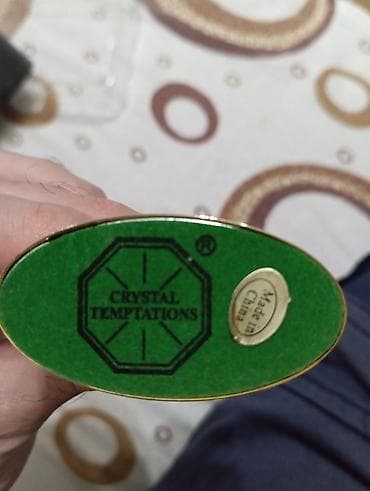 ®
CRYSTAL
TEMPTATIONS
Made in
China